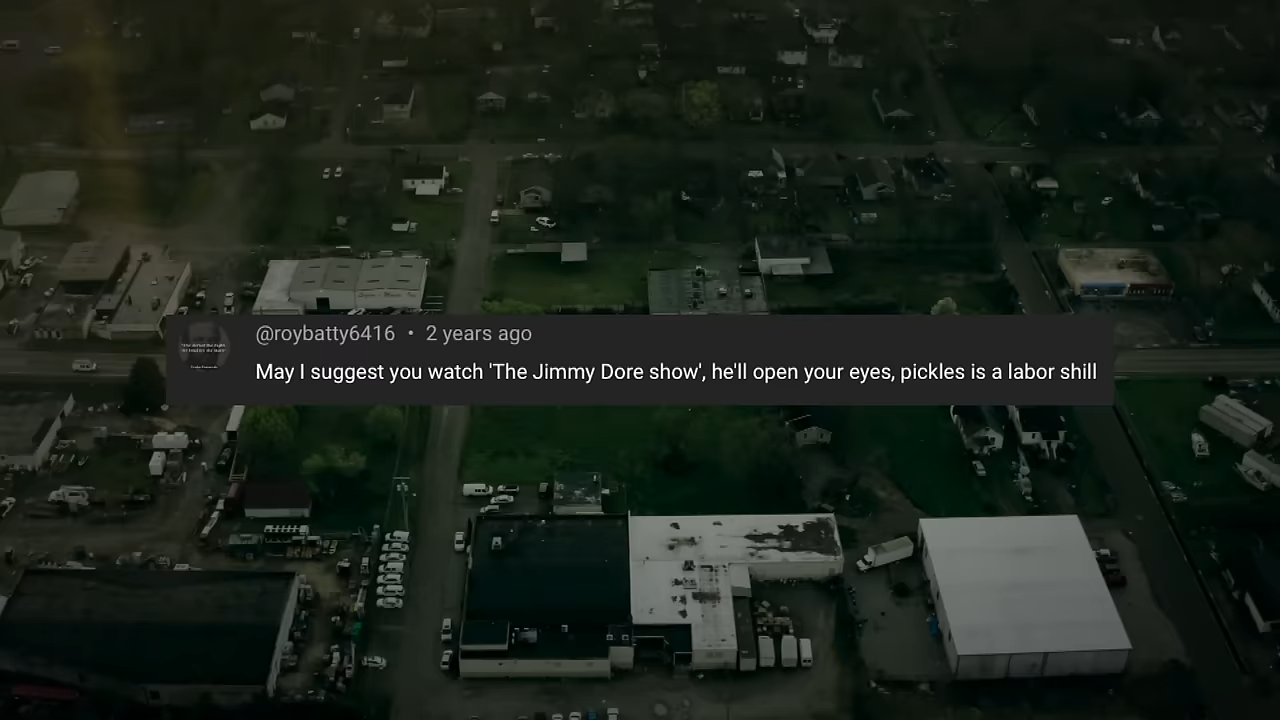 @roybatty6416 • 2 years ago
May I suggest you watch 'The Jimmy Dore show', he'll open your eyes, pickles is a labor shill